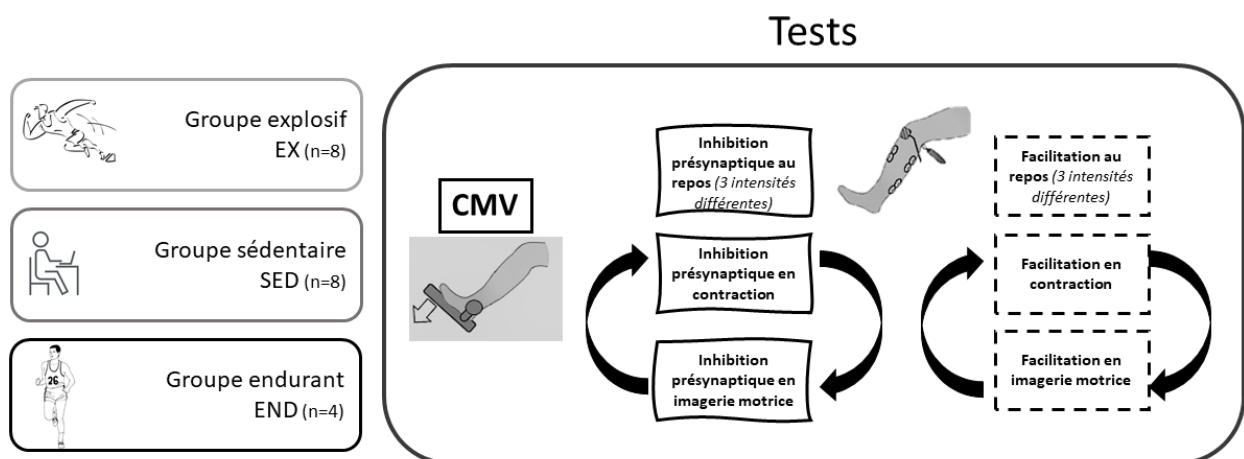 Tests
Groupe explosif
EX (n=8)
Groupe sédentaire
SED (n=8)
Groupe endurant
END (n=4)
26
CMV
Inhibition
présynaptique au
repos (3 intensités
différentes)
Inhibition
présynaptique en
contraction
Inhibition
présynaptique en
imagerie motrice
Facilitation au
repos (3 intensités
différentes)
Facilitation en
contraction
Facilitation en
imagerie motrice